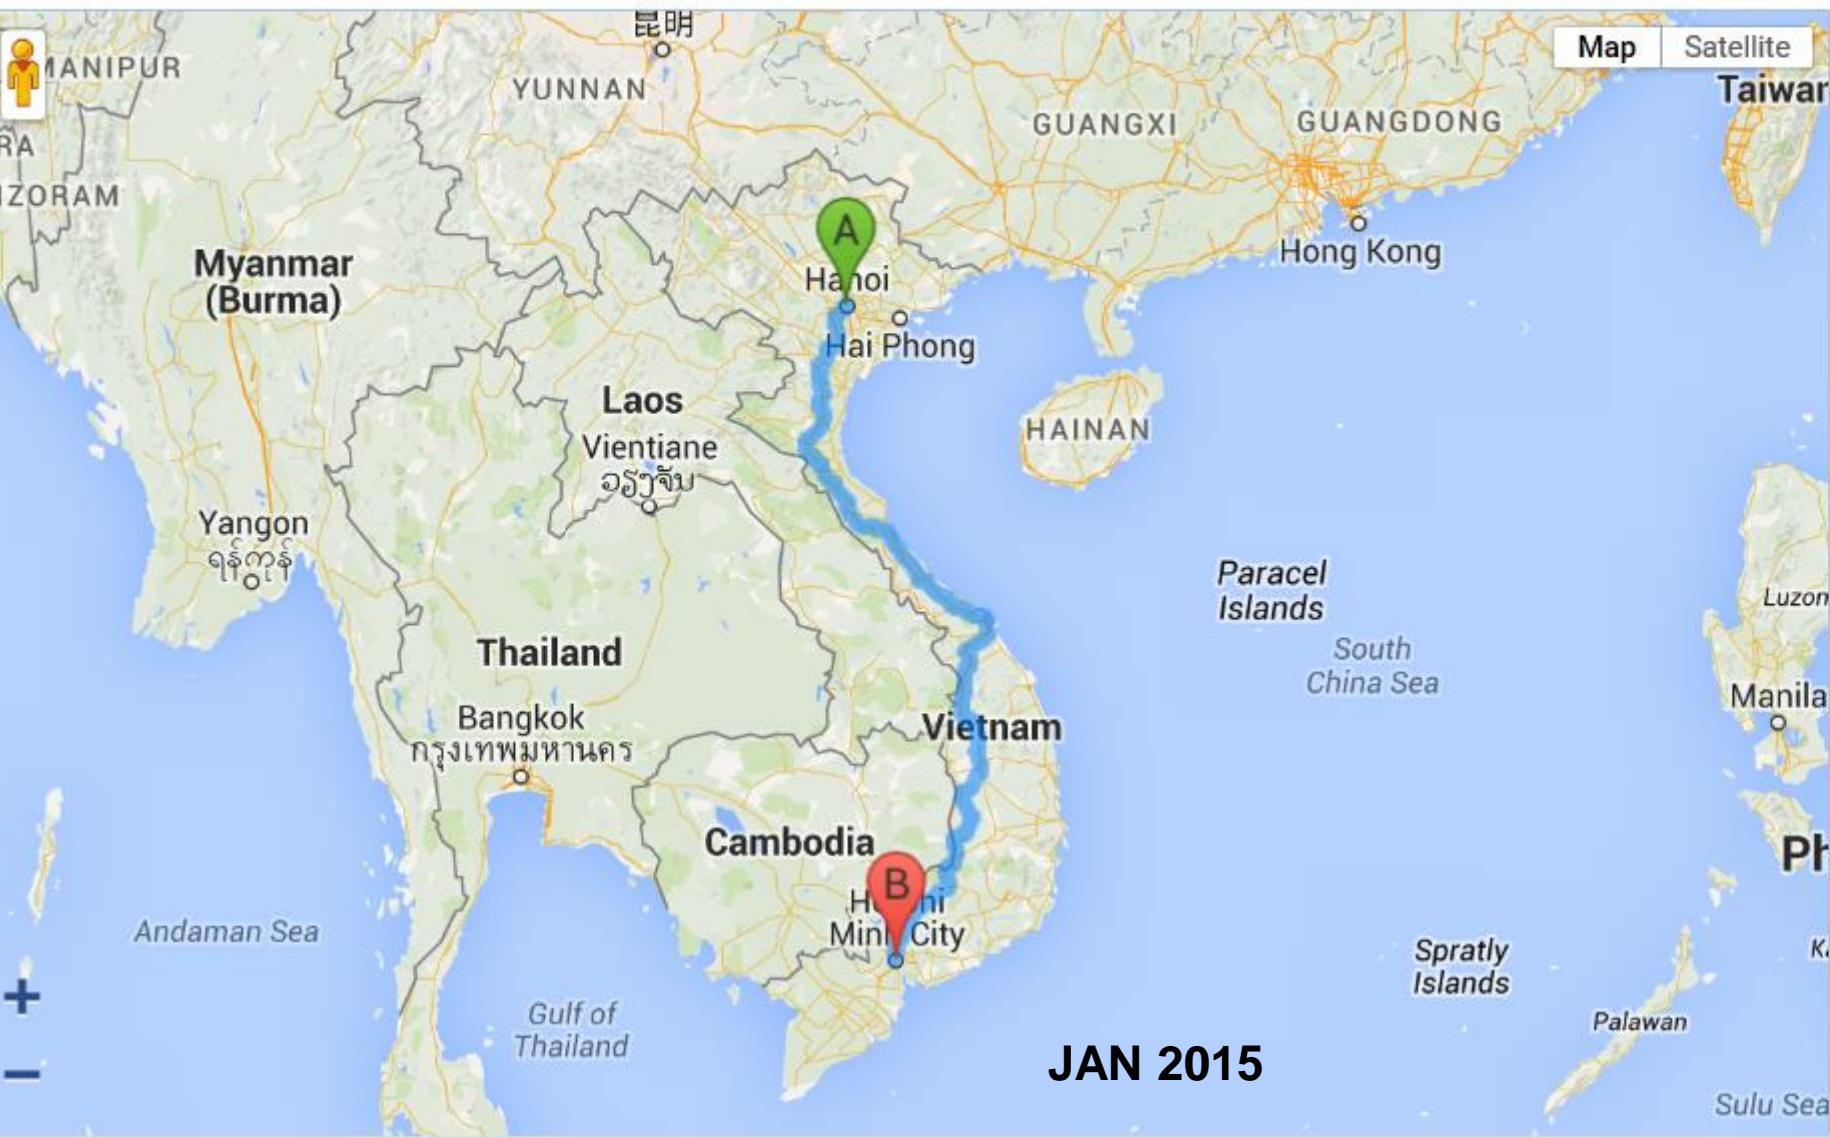 昆明
Map
Satellite
MANIPUR
YUNNAN
Taiwan
GUANGXI
GUANGDONG
RA
IZORAM
A
Myanmar
(Burma)
Hanoi
Hong Kong
Hai Phong
Laos
HAINAN
Vientiane
ວຽງຈັນ
Yangon
ရန်ကုန်
Paracel
Islands
Luzon
Thailand
South
China Sea
Manila
Bangkok
กรุงเทพมหานคร
Vietnam
Cambodia
Ph
B
Ho Chi
Minh City
Andaman Sea
Spratly
Islands
Gulf of
Thailand
Palawan
JAN 2015
Sulu Sea